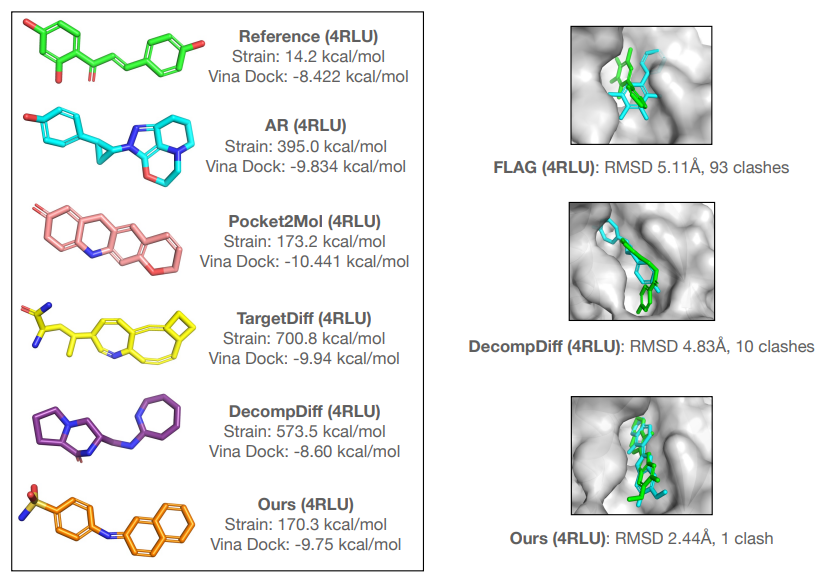 Reference (4RLU)
Strain: 14.2 kcal/mol
Vina Dock: -8.422 kcal/mol
AR (4RLU)
Strain: 395.0 kcal/mol
Vina Dock: -9.834 kcal/mol
Pocket2Mol (4RLU)
Strain: 173.2 kcal/mol
Vina Dock: -10.441 kcal/mol
TargetDiff (4RLU)
Strain: 700.8 kcal/mol
Vina Dock: -9.94 kcal/mol
DecompDiff (4RLU)
Strain: 573.5 kcal/mol
Vina Dock: -8.60 kcal/mol
Ours (4RLU)
Strain: 170.3 kcal/mol
Vina Dock: -9.75 kcal/mol
FLAG (4RLU): RMSD 5.11Å, 93 clashes
DecompDiff (4RLU): RMSD 4.83Å, 10 clashes
Ours (4RLU): RMSD 2.44Å, 1 clash